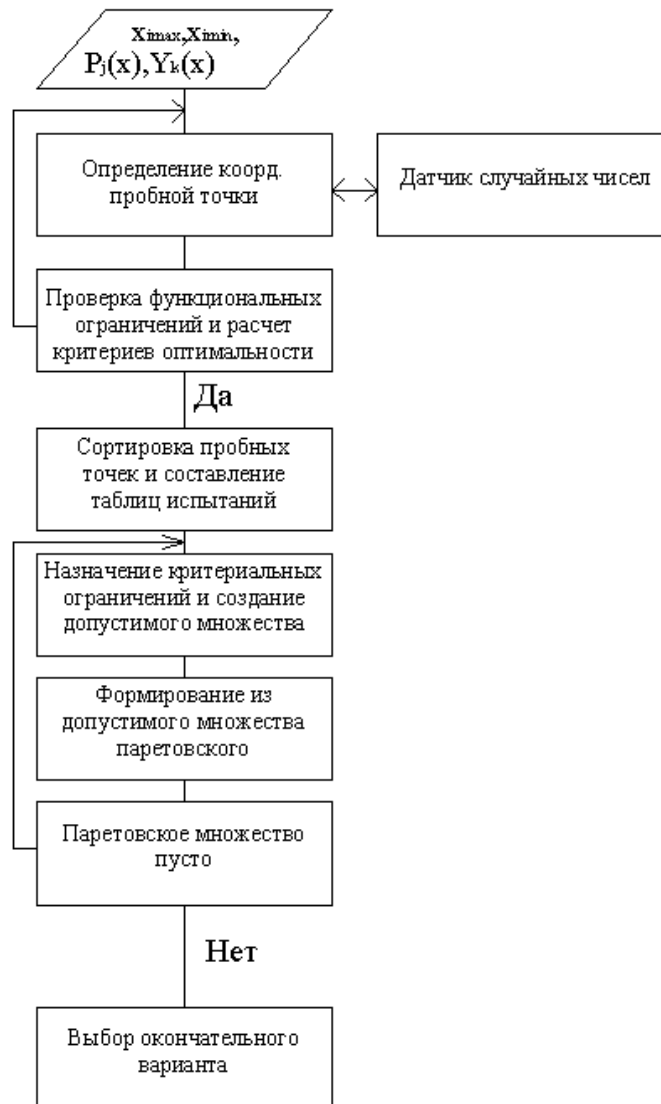 ximax,ximin,
Pj(x),Yk(x)
Определение коорд.
пробной точки
Датчик случайных чисел
Проверка функциональных
ограничений и расчет
критериев оптимальности
Да
Сортировка пробных
точек и составление
таблиц испытаний
Назначение критериальных
ограничений и создание
допустимого множества
Формирование из
допустимого множества
паретовского
Паретовское множество
пусто
Нет
Выбор окончательного
варианта